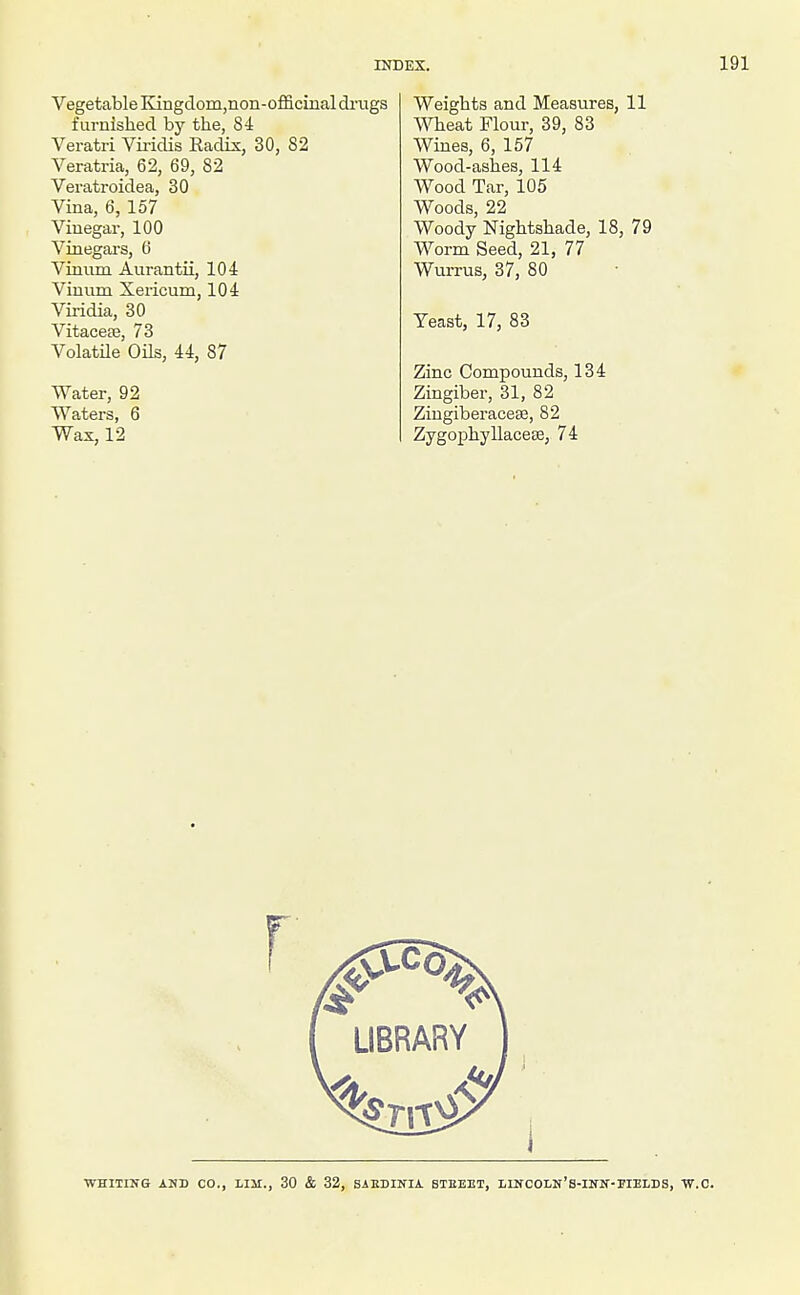 INDEX. 191
Vegetable Kingdom, non-officinal drugs
furnished by the, 84
Veratri Viridis Radix, 30, 82
Veratria, 62, 69, 82
Veratroidea, 30
Vina, 6, 157
Vinegar, 100
Vinegars, 6
Vinum Aurantii, 104
Vinum Xericum, 104
Viridia, 30
Vitaceæ, 73
Volatile Oils, 44, 87
Water, 92
Waters, 6
Wax, 12
Weights and Measures, 11
Wheat Flour, 39, 83
Wines, 6, 157
Wood-ashes, 114
Wood Tar, 105
Woods, 22
Woody Nightshade, 18, 79
Worm Seed, 21, 77
Wurrus, 37, 80
Yeast, 17, 83
Zinc Compounds, 134
Zingiber, 31, 82
Zingiberaceæ, 82
Zygophyllaceæ, 74
WELLCOME
LIBRARY
INSTITUTE
WHITING AND CO., LIM., 30 & 32, SARDINIA STREET, LINCOLN'S-INN-FIELDS, W.C.